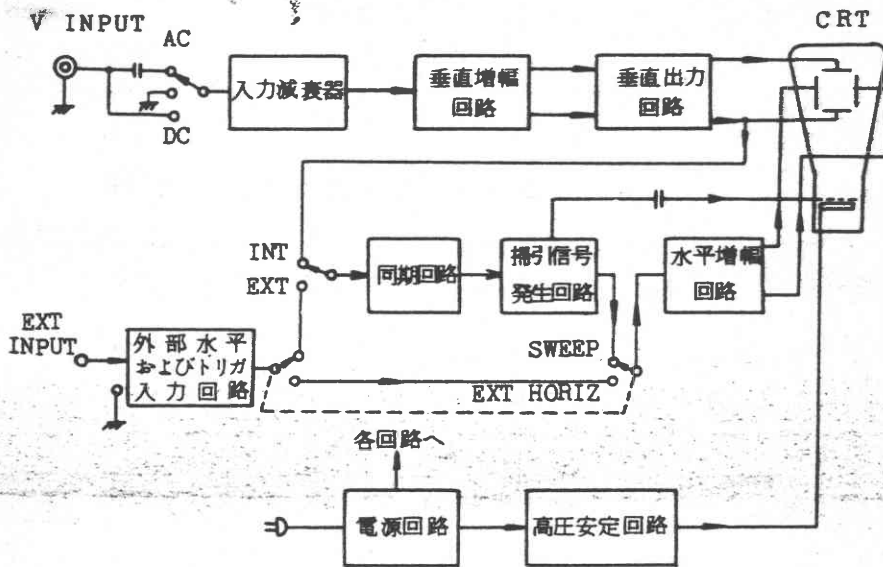 V INPUT
CRT
AC
DC
入力減衰器
垂直増幅
回路
垂直出力
回路
INT
EXT
同期回路
掃引信号
発生回路
水平増幅
回路
EXT
INPUT
外部水平
およびトリガ
入力回路
SWEEP
EXT HORIZ
各回路へ
電源回路
高圧安定回路